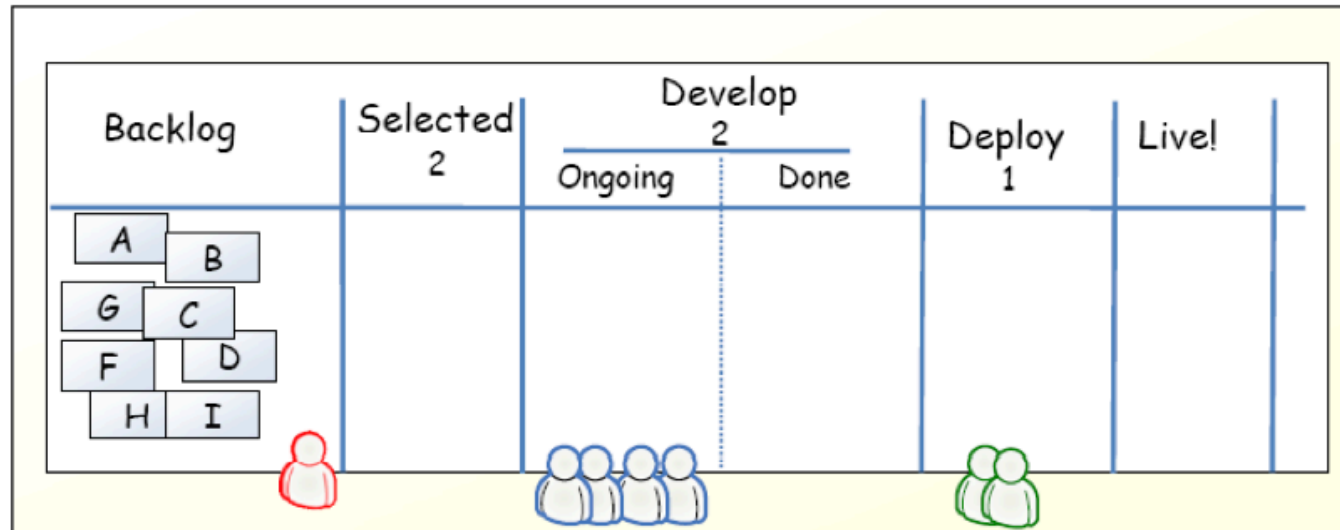 Backlog
Selected
2
Develop
2
Ongoing Done
Deploy
1
Live!
A
B
G
C
F
D
H
I